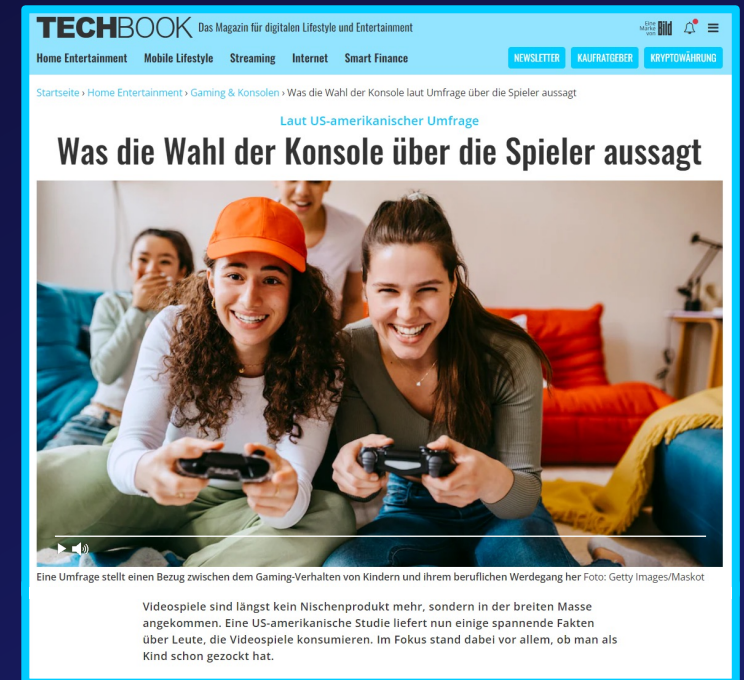 TECHBOOK Das Magazin für digitalen Lifestyle und Entertainment
Eine Marke von Bild
Home Entertainment Mobile Lifestyle Streaming Internet Smart Finance
NEWSLETTER KAUFRATGEBER KRYPTOWÄHRUNG
Startseite › Home Entertainment › Gaming & Konsolen › Was die Wahl der Konsole laut Umfrage über die Spieler aussagt
Laut US-amerikanischer Umfrage
Was die Wahl der Konsole über die Spieler aussagt
Eine Umfrage stellt einen Bezug zwischen dem Gaming-Verhalten von Kindern und ihrem beruflichen Werdegang her Foto: Getty Images/Maskot
Videospiele sind längst kein Nischenprodukt mehr, sondern in der breiten Masse
angekommen. Eine US-amerikanische Studie liefert nun einige spannende Fakten
über Leute, die Videospiele konsumieren. Im Fokus stand dabei vor allem, ob man als
Kind schon gezockt hat.